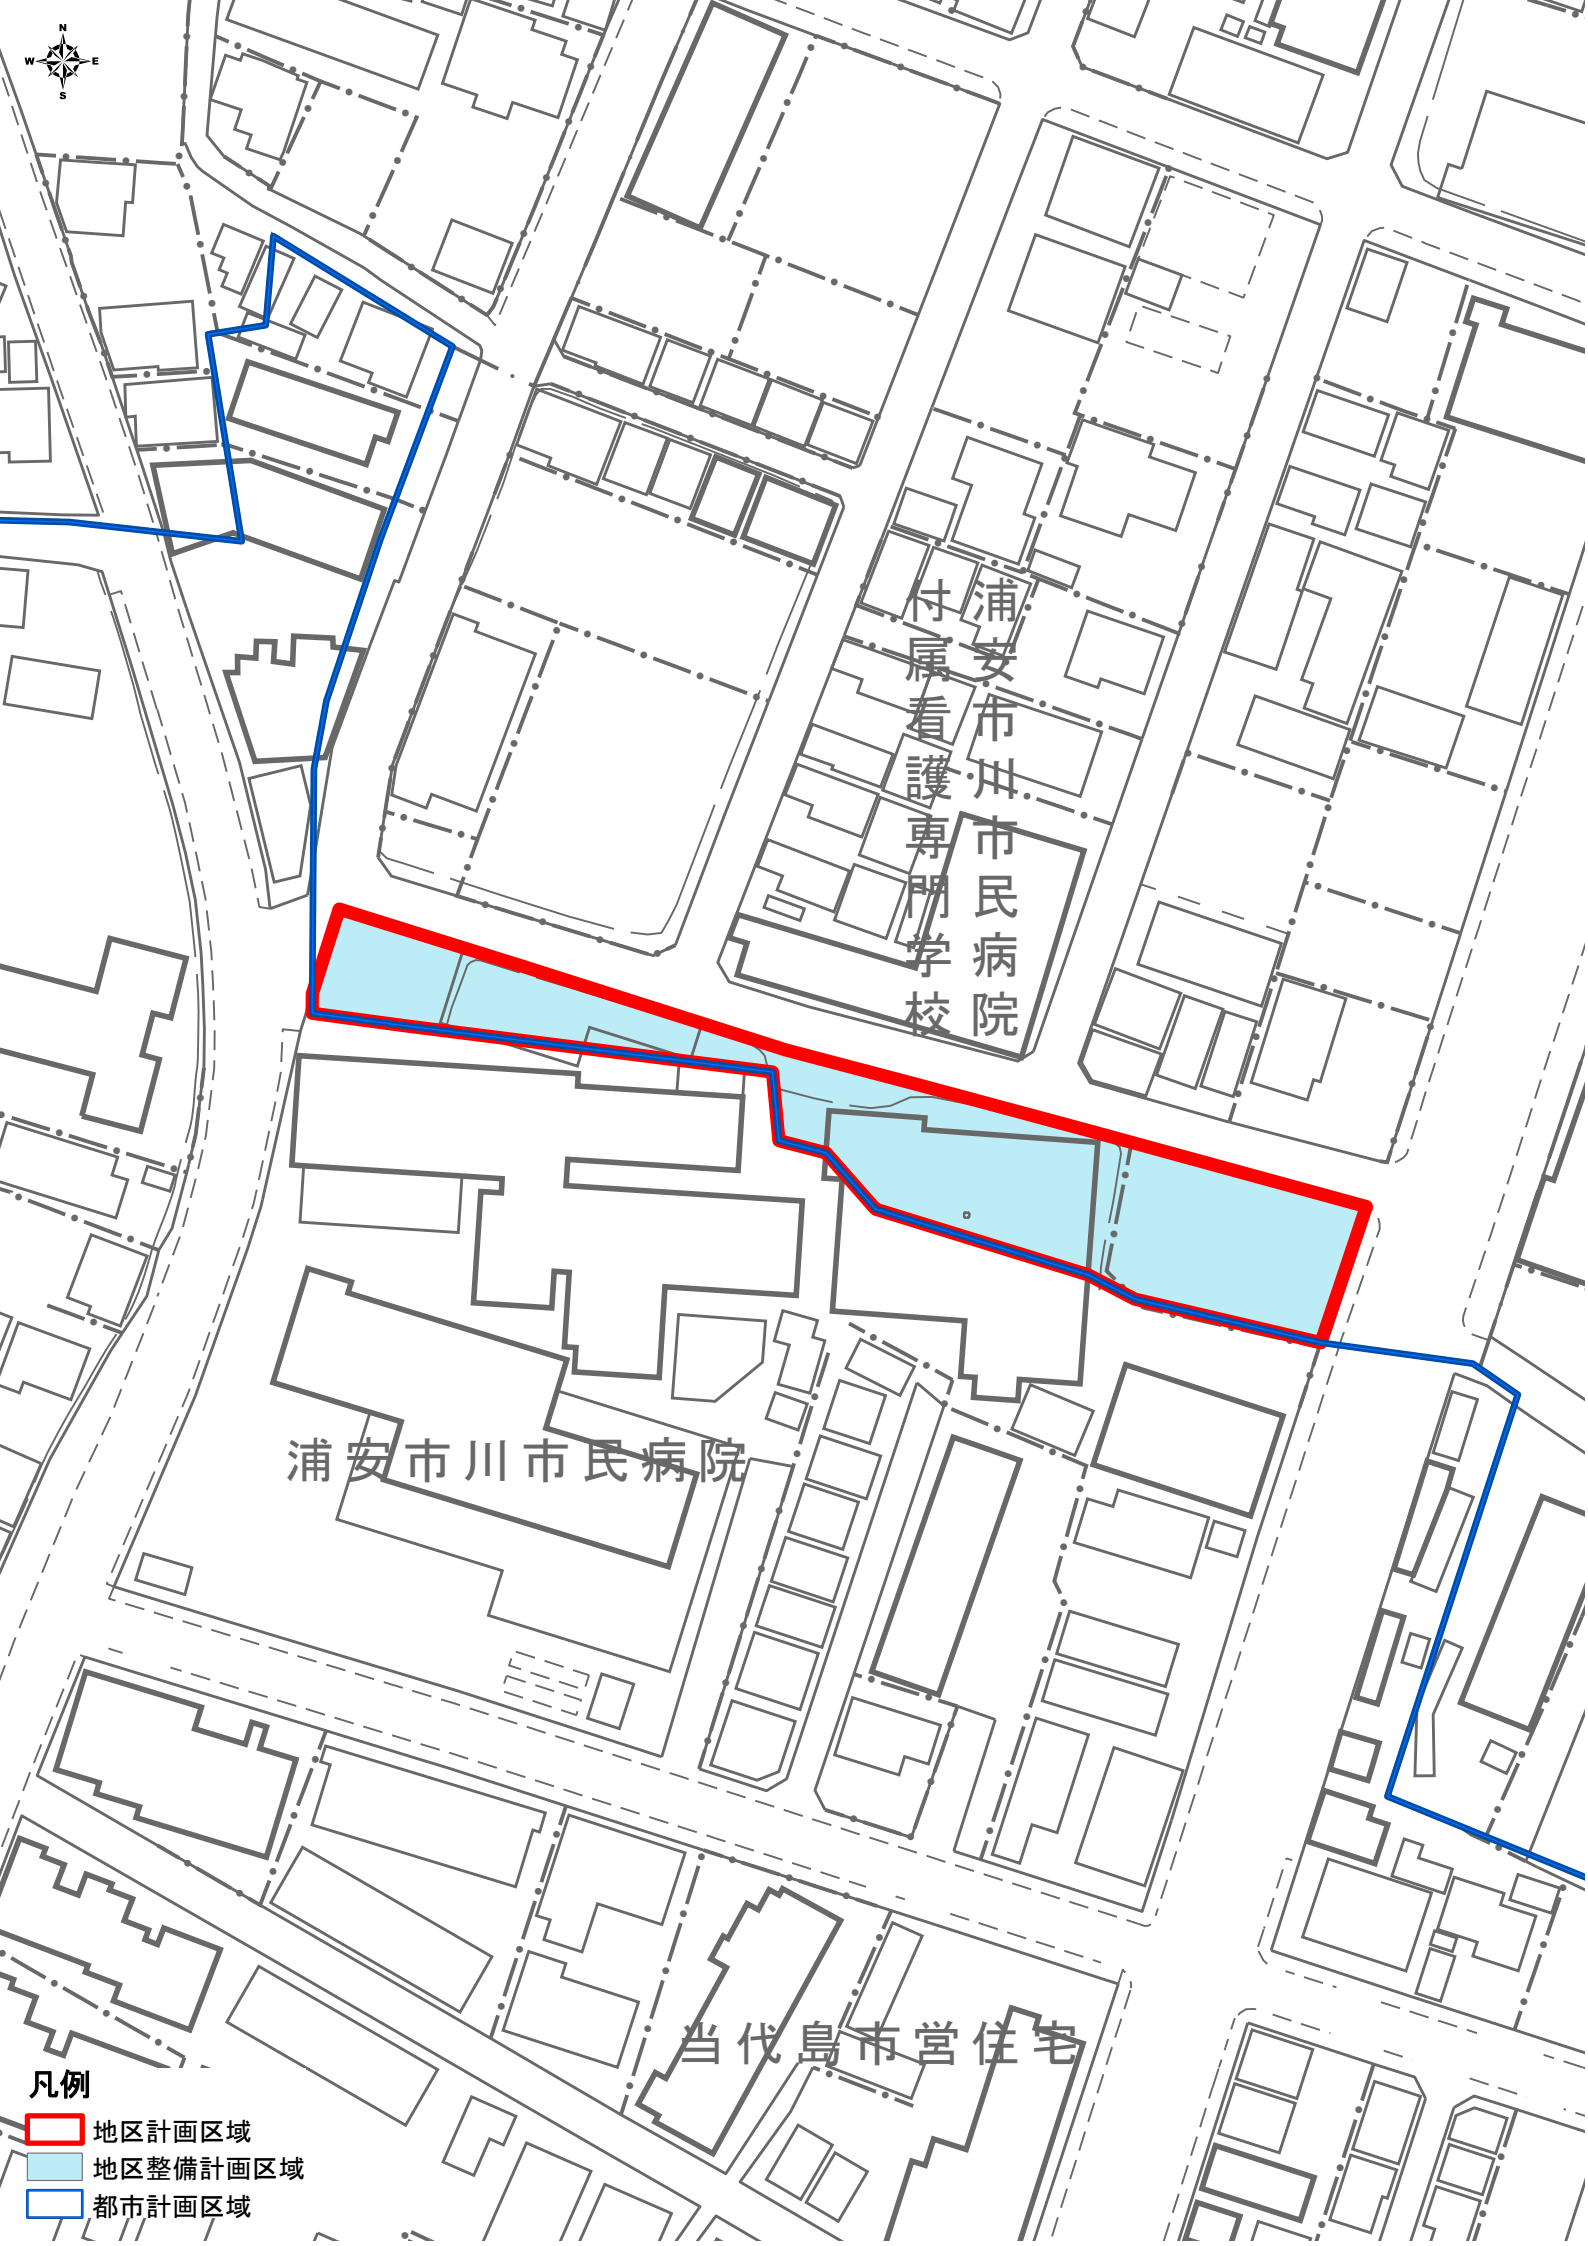 N
W E
S
浦安市川市民病院
付属看護専門学校
浦安市川市民病院
当代島市営住宅
凡例
地区計画区域
地区整備計画区域
都市計画区域